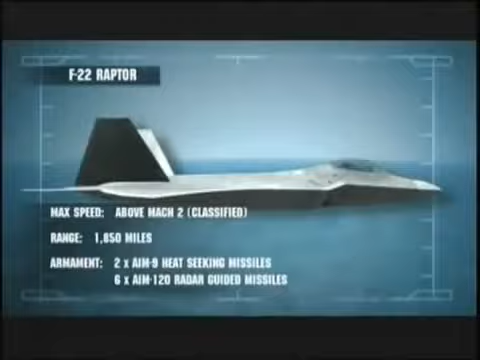 F-22 RAPTOR
MAX SPEED: ABOVE MACH 2 (CLASSIFIED)
RANGE: 1,850 MILES
ARMAMENT: 2 x AIM-9 HEAT SEEKING MISSILES
6 x AIM-120 RADAR GUIDED MISSILES